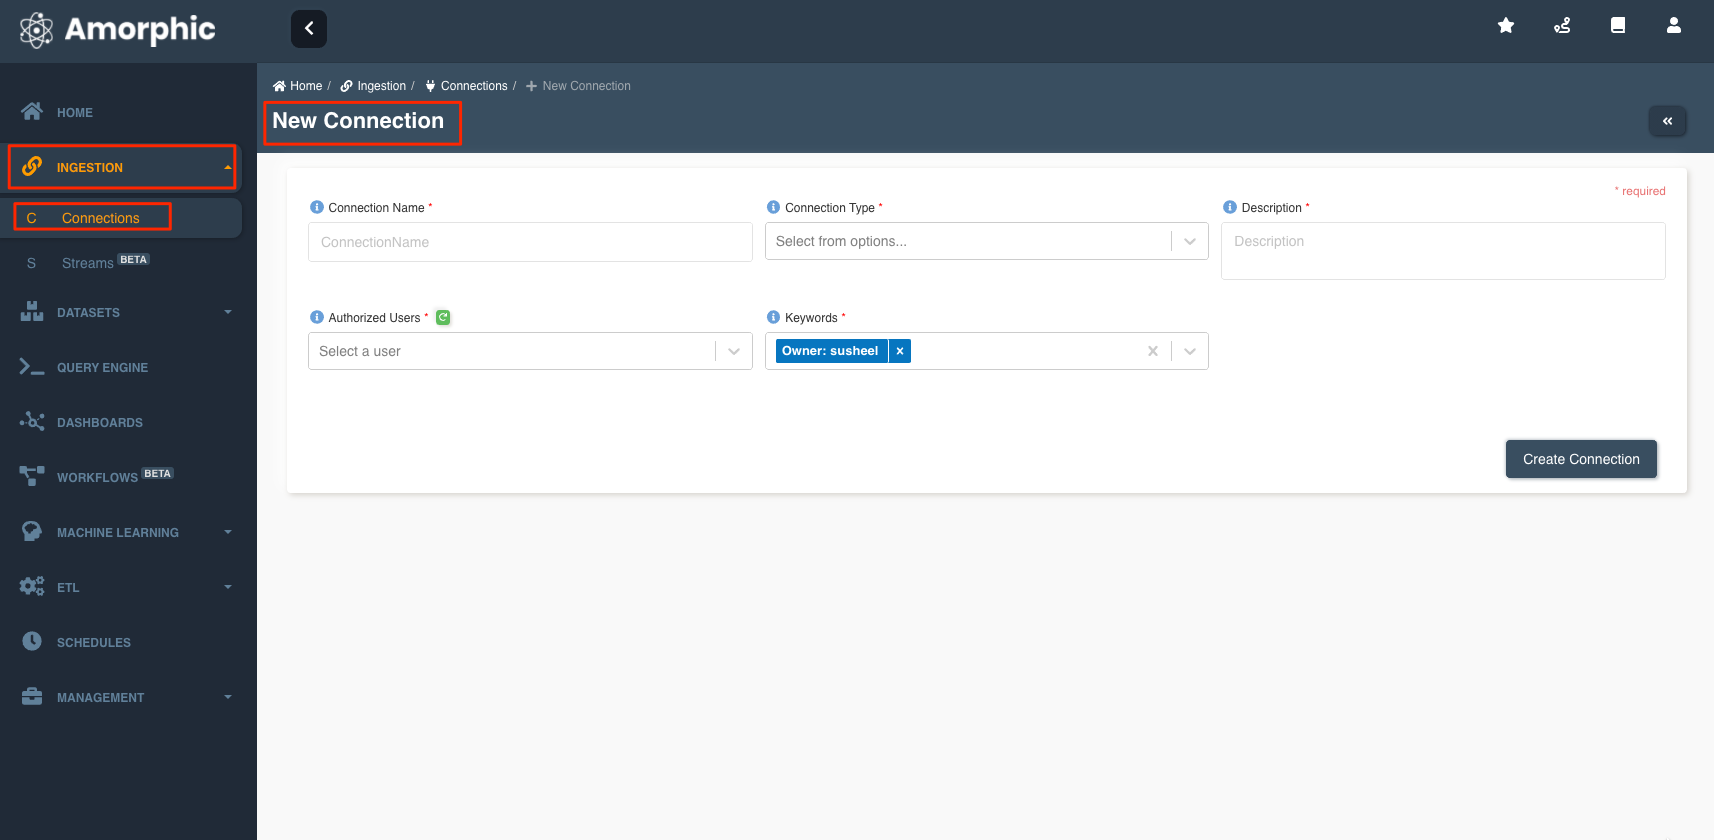 Amorphic
Home / Ingestion / Connections / New Connection
New Connection
HOME
INGESTION
C Connections
S Streams BETA
DATASETS
QUERY ENGINE
DASHBOARDS
WORKFLOWS BETA
MACHINE LEARNING
ETL
SCHEDULES
MANAGEMENT
* required
Connection Name *
ConnectionName
Connection Type *
Select from options...
Description *
Description
Authorized Users *
Select a user
Keywords *
Owner: susheel ×
Create Connection